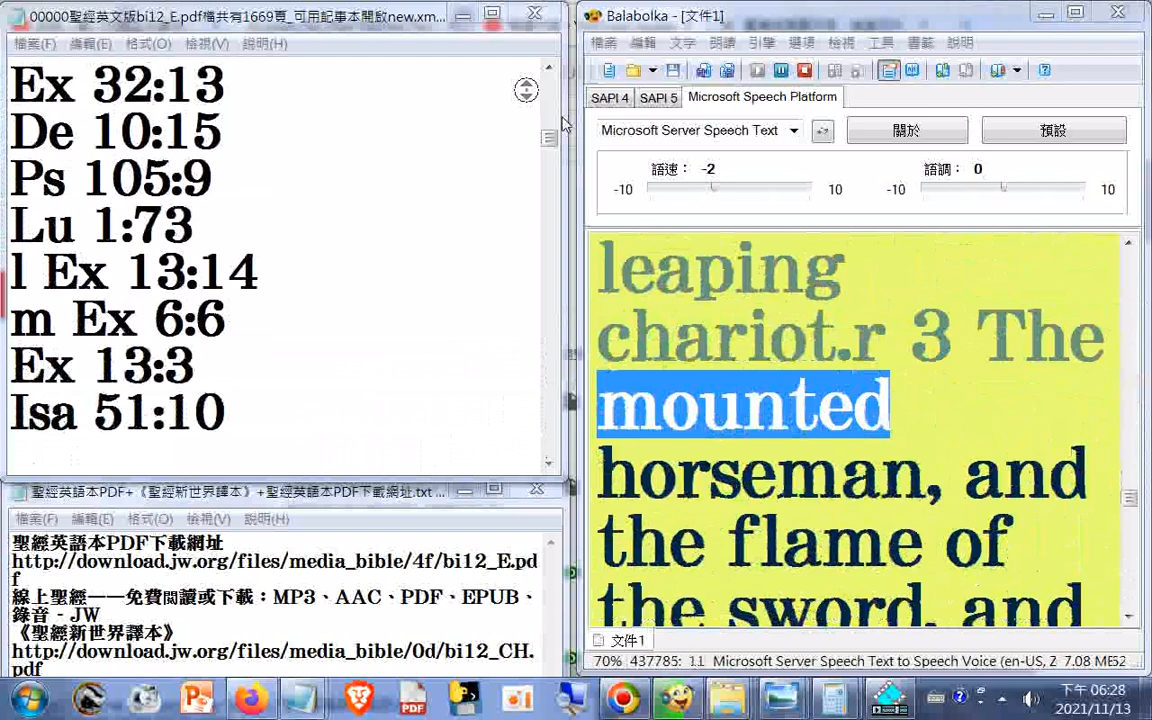 00000聖經英文版bi12_E.pdf檔共有1669頁_可用記事本開啟new.xm...
檔案(F) 編輯(E) 格式(O) 檢視(V) 說明(H)
Ex 32:13
De 10:15
Ps 105:9
Lu 1:73
l Ex 13:14
m Ex 6:6
Ex 13:3
Isa 51:10
聖經英語本PDF+《聖經新世界譯本》+聖經英語本PDF下載網址.txt ...
檔案(F) 編輯(E) 格式(O) 檢視(V) 說明(H)
聖經英語本PDF下載網址
http://download.jw.org/files/media_bible/4f/bi12_E.pd
f
線上聖經——免費閱讀或下載：MP3、AAC、PDF、EPUB、
錄音 - JW
《聖經新世界譯本》
http://download.jw.org/files/media_bible/0d/bi12_CH.
pdf
Balabolka - [文件1]
檔案 編輯 文字 朗讀 引擎 選項 檢視 工具 書籤 說明
SAPI 4 SAPI 5 Microsoft Speech Platform
Microsoft Server Speech Text 關於 預設
語速： -2 語調： 0
-10 10 -10 10
leaping
chariot.r 3 The
mounted
horseman, and
the flame of
the sword, and
文件1
70% 437785: 1.1 Microsoft Server Speech Text to Speech Voice (en-US, Z 7.08 ME52
下午 06:28
2021/11/13